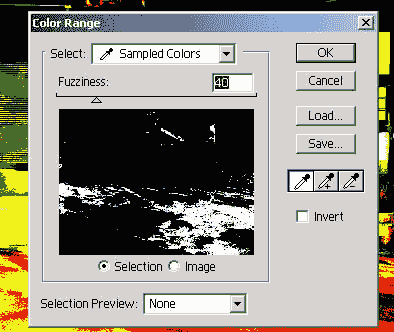 Color Range
Select: Sampled Colors
Fuzziness: 40
OK
Cancel
Load...
Save...
Invert
Selection Image
Selection Preview: None